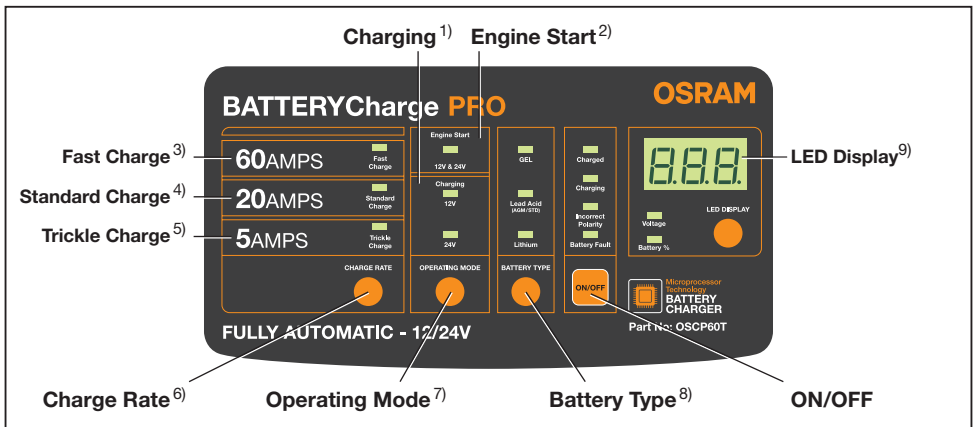 Charging 1) Engine Start 2)
BATTERYCharge PRO
OSRAM
Fast Charge 3)
Standard Charge 4)
Trickle Charge 5)
60AMPS
Fast
Charge
20AMPS
Standard
Charge
5AMPS
Trickle
Charge
Engine Start
12V & 24V
Charging
12V
24V
GEL
Lead Acid
(AGM/STD)
Lithium
Charged
Charging
Incorrect
Polarity
Battery Fault
8.8.8.
LED Display 9)
Voltage
Battery %
LED DISPLAY
CHARGE RATE
OPERATING MODE
BATTERY TYPE
ON/OFF
Microprocessor
Technology
BATTERY
CHARGER
FULLY AUTOMATIC - 12/24V
Part No: OSCP60T
Charge Rate 6)
Operating Mode 7)
Battery Type 8)
ON/OFF